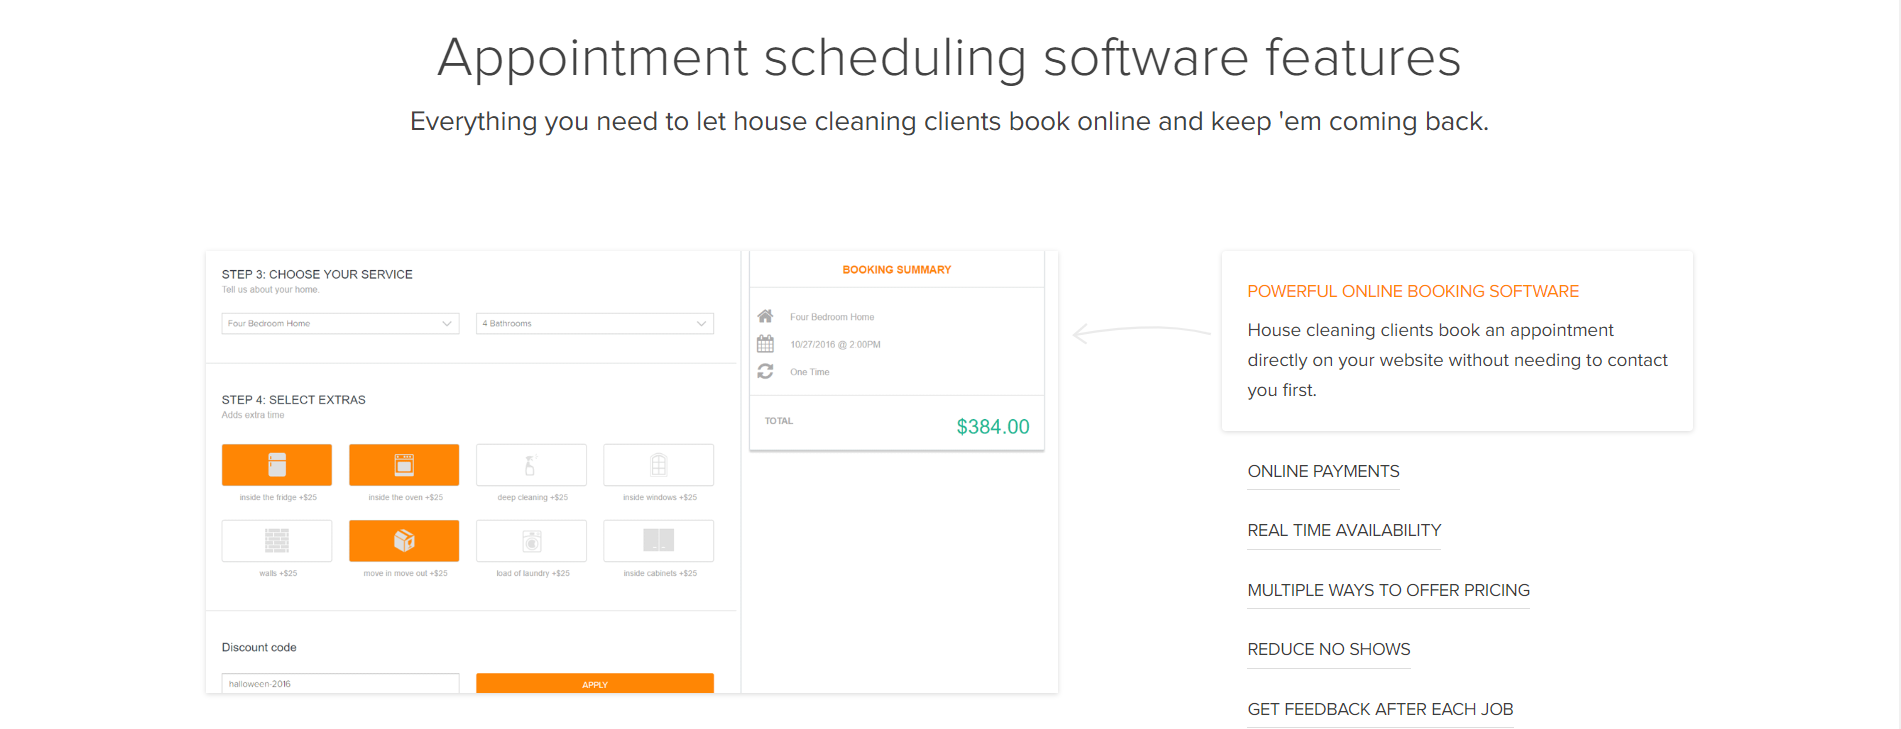 Appointment scheduling software features
Everything you need to let house cleaning clients book online and keep 'em coming back.
STEP 3: CHOOSE YOUR SERVICE
Tell us about your home.
Four Bedroom Home
4 Bathrooms
STEP 4: SELECT EXTRAS
Adds extra time
inside the fridge +$25
inside the oven +$25
deep cleaning +$25
inside windows +$25
walls +$25
move in move out +$25
load of laundry +$25
inside cabinets +$25
Discount code
halloween-2016
APPLY
BOOKING SUMMARY
Four Bedroom Home
10/27/2016 @ 2:00PM
One Time
TOTAL
$384.00
POWERFUL ONLINE BOOKING SOFTWARE
House cleaning clients book an appointment
directly on your website without needing to contact
you first.
ONLINE PAYMENTS
REAL TIME AVAILABILITY
MULTIPLE WAYS TO OFFER PRICING
REDUCE NO SHOWS
GET FEEDBACK AFTER EACH JOB